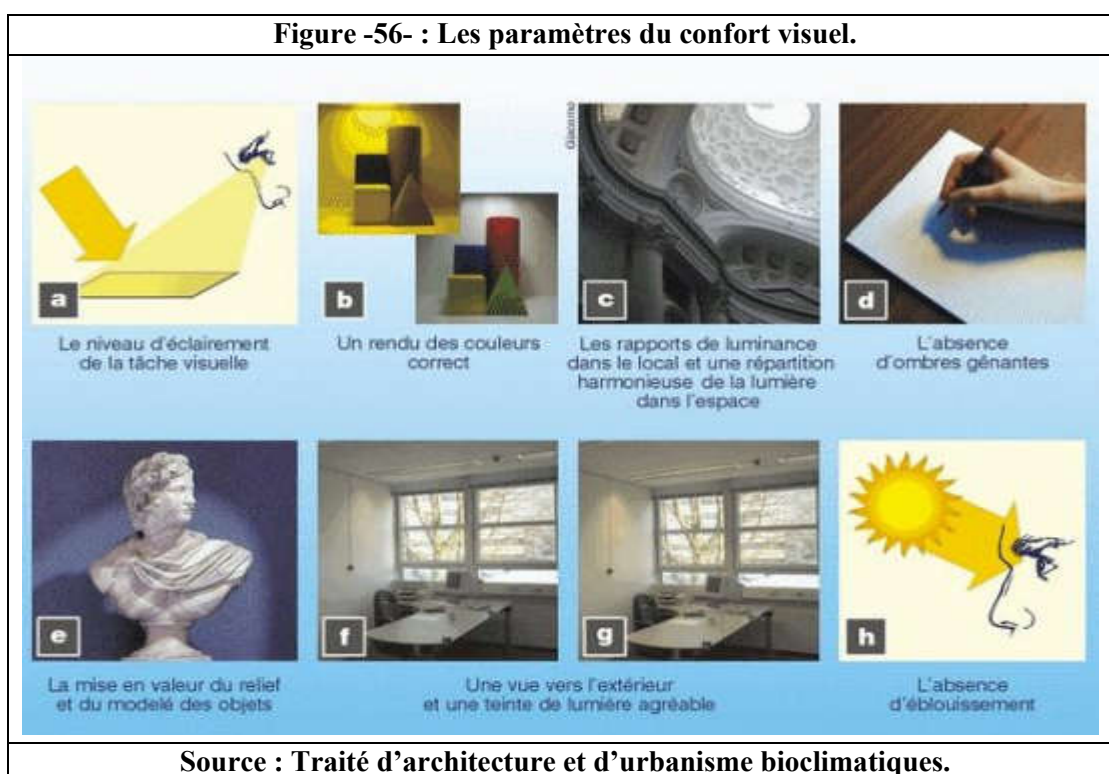 Figure -56- : Les paramètres du confort visuel.
Giacomo
a
b
c
d
Le niveau d'éclairement
de la tâche visuelle
Un rendu des couleurs
correct
Les rapports de luminance
dans le local et une répartition
harmonieuse de la lumière
dans l'espace
L'absence
d'ombres gênantes
e
f
g
h
La mise en valeur du relief
et du modelé des objets
Une vue vers l'extérieur
et une teinte de lumière agréable
L'absence
d'éblouissement
Source : Traité d'architecture et d'urbanisme bioclimatiques.